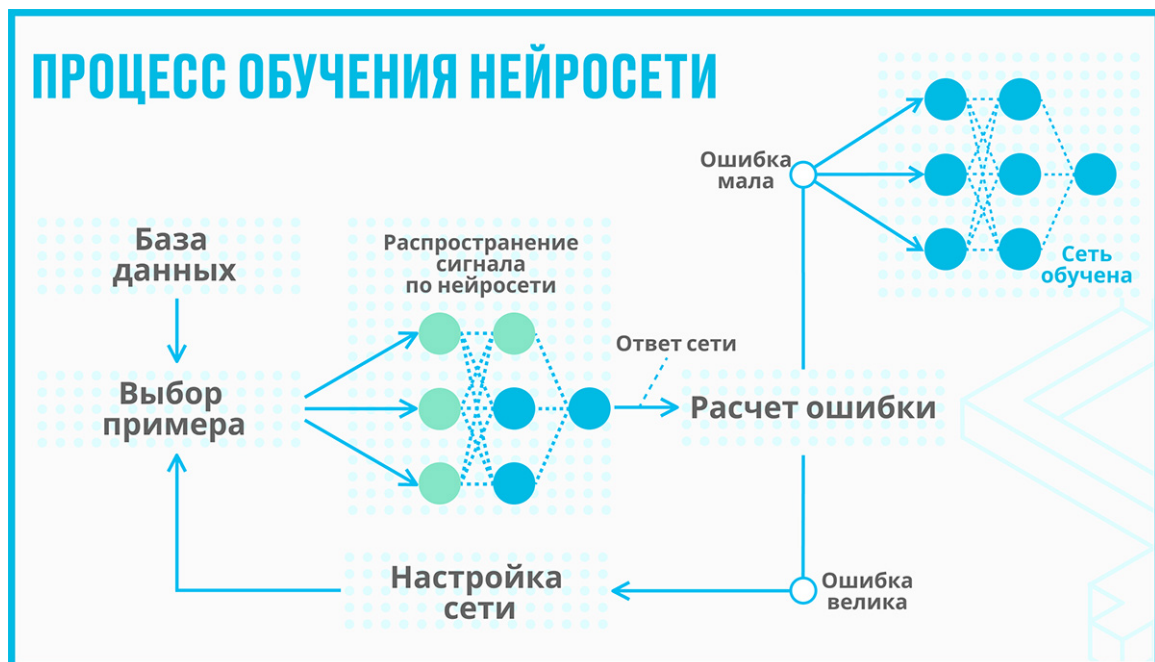 ПРОЦЕСС ОБУЧЕНИЯ НЕЙРОСЕТИ
База
данных
Выбор
примера
Распространение
сигнала
по нейросети
Ответ сети
Расчет ошибки
Ошибка
мала
Сеть
обучена
Ошибка
велика
Настройка
сети